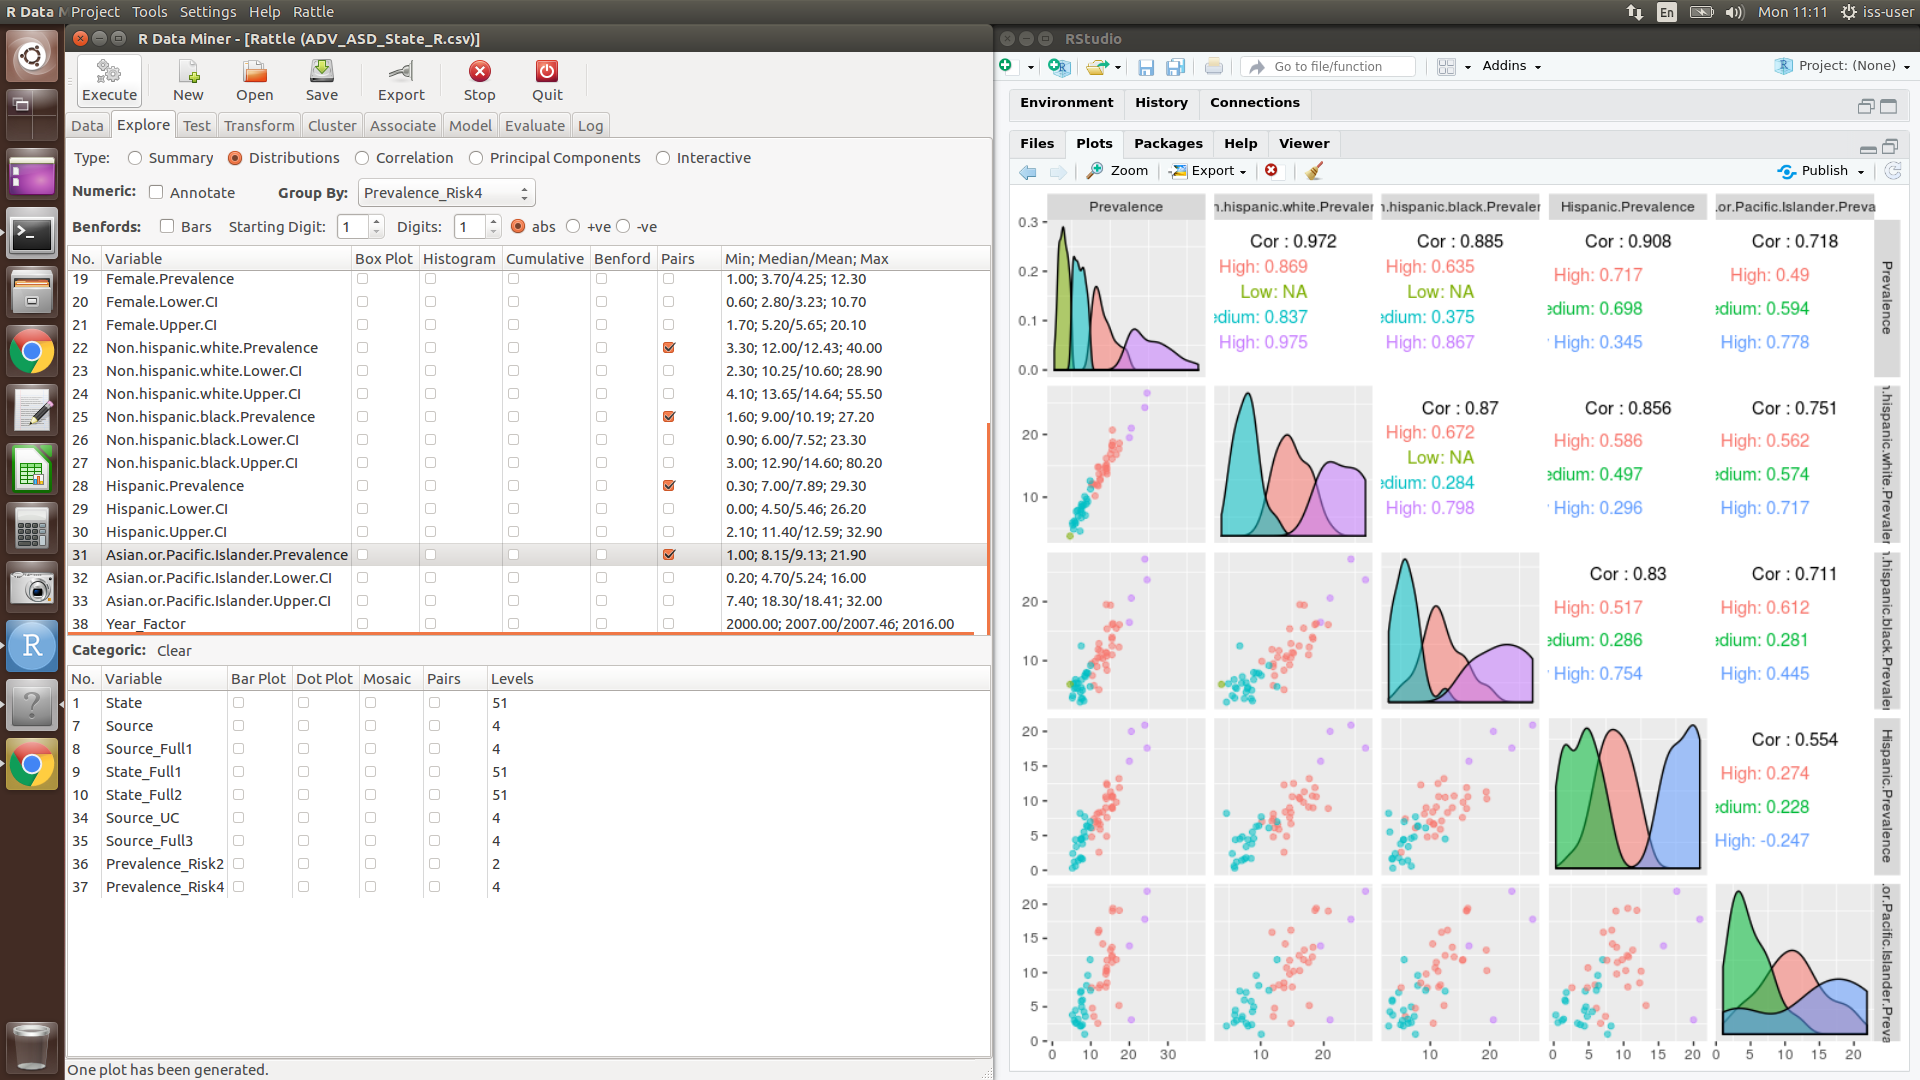 R Data M Project Tools Settings Help Rattle
En Mon 11:11 iss-user
R Data Miner - [Rattle (ADV_ASD_State_R.csv)]
Execute New Open Save Export Stop Quit
Data Explore Test Transform Cluster Associate Model Evaluate Log
Type: Summary Distributions Correlation Principal Components Interactive
Numeric: Annotate Group By: Prevalence_Risk4
Benfords: Bars Starting Digit: 1 Digits: 1 abs +ve -ve
No. Variable Box Plot Histogram Cumulative Benford Pairs Min; Median/Mean; Max
19 Female.Prevalence 1.00; 3.70/4.25; 12.30
20 Female.Lower.CI 0.60; 2.80/3.23; 10.70
21 Female.Upper.CI 1.70; 5.20/5.65; 20.10
22 Non.hispanic.white.Prevalence 3.30; 12.00/12.43; 40.00
23 Non.hispanic.white.Lower.CI 2.30; 10.25/10.60; 28.90
24 Non.hispanic.white.Upper.CI 4.10; 13.65/14.64; 55.50
25 Non.hispanic.black.Prevalence 1.60; 9.00/10.19; 27.20
26 Non.hispanic.black.Lower.CI 0.90; 6.00/7.52; 23.30
27 Non.hispanic.black.Upper.CI 3.00; 12.90/14.60; 80.20
28 Hispanic.Prevalence 0.30; 7.00/7.89; 29.30
29 Hispanic.Lower.CI 0.00; 4.50/5.46; 26.20
30 Hispanic.Upper.CI 2.10; 11.40/12.59; 32.90
31 Asian.or.Pacific.Islander.Prevalence 1.00; 8.15/9.13; 21.90
32 Asian.or.Pacific.Islander.Lower.CI 0.20; 4.70/5.24; 16.00
33 Asian.or.Pacific.Islander.Upper.CI 7.40; 18.30/18.41; 32.00
38 Year_Factor 2000.00; 2007.00/2007.46; 2016.00
Categoric: Clear
No. Variable Bar Plot Dot Plot Mosaic Pairs Levels
1 State 51
7 Source 4
8 Source_Full1 4
9 State_Full1 51
10 State_Full2 51
34 Source_UC 4
35 Source_Full3 4
36 Prevalence_Risk2 2
37 Prevalence_Risk4 4
One plot has been generated.
RStudio
Go to file/function Addins Project: (None)
Environment History Connections
Files Plots Packages Help Viewer
Zoom Export Publish
Prevalence n.hispanic.white.Prevaler n.hispanic.black.Prevaler Hispanic.Prevalence .or.Pacific.Islander.Preva
0.3
0.2
0.1
0.0
Cor : 0.972
High: 0.869
Low: NA
edium: 0.837
High: 0.975
Cor : 0.885
High: 0.635
Low: NA
edium: 0.375
High: 0.867
Cor : 0.908
High: 0.717
edium: 0.698
High: 0.345
Cor : 0.718
High: 0.49
edium: 0.594
High: 0.778
Prevalence
20
10
Cor : 0.87
High: 0.672
Low: NA
edium: 0.284
High: 0.798
Cor : 0.856
High: 0.586
edium: 0.497
High: 0.296
Cor : 0.751
High: 0.562
edium: 0.574
High: 0.717
n.hispanic.white.Prevaler
20
10
Cor : 0.83
High: 0.517
edium: 0.286
High: 0.754
Cor : 0.711
High: 0.612
edium: 0.281
High: 0.445
n.hispanic.black.Prevaler
20
15
10
5
0
Cor : 0.554
High: 0.274
edium: 0.228
High: -0.247
Hispanic.Prevalence
20
15
10
5
0
.or.Pacific.Islander.Preva
0 10 20 30 10 20 10 20 0 5 10 15 20 0 5 10 15 20